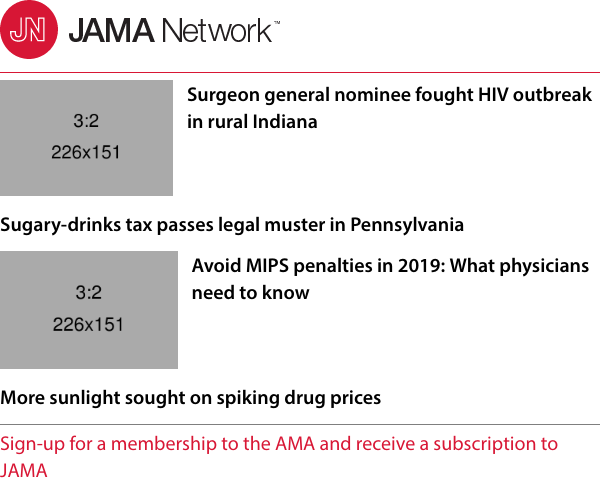 JN JAMA Network™
3:2
226x151
Surgeon general nominee fought HIV outbreak
in rural Indiana
Sugary-drinks tax passes legal muster in Pennsylvania
3:2
226x151
Avoid MIPS penalties in 2019: What physicians
need to know
More sunlight sought on spiking drug prices
Sign-up for a membership to the AMA and receive a subscription to
JAMA